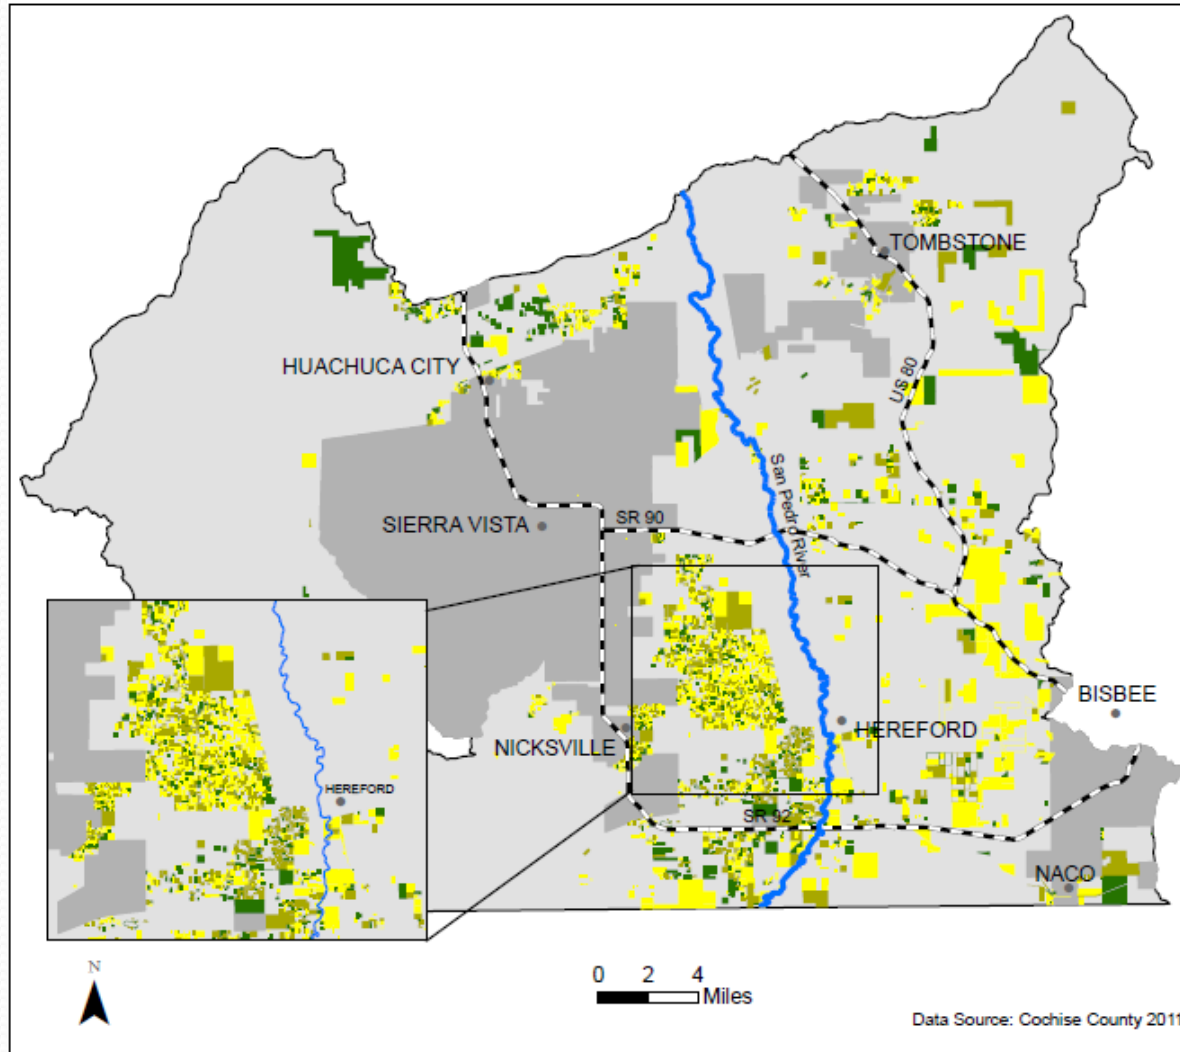 TOMBSTONE
HUACHUCA CITY
US 80
San Pedro River
SIERRA VISTA
SR 90
BISBEE
HEREFORD
NICKSVILLE
HEREFORD
SR 92
NACO
N
0 2 4
Miles
Data Source: Cochise County 2011